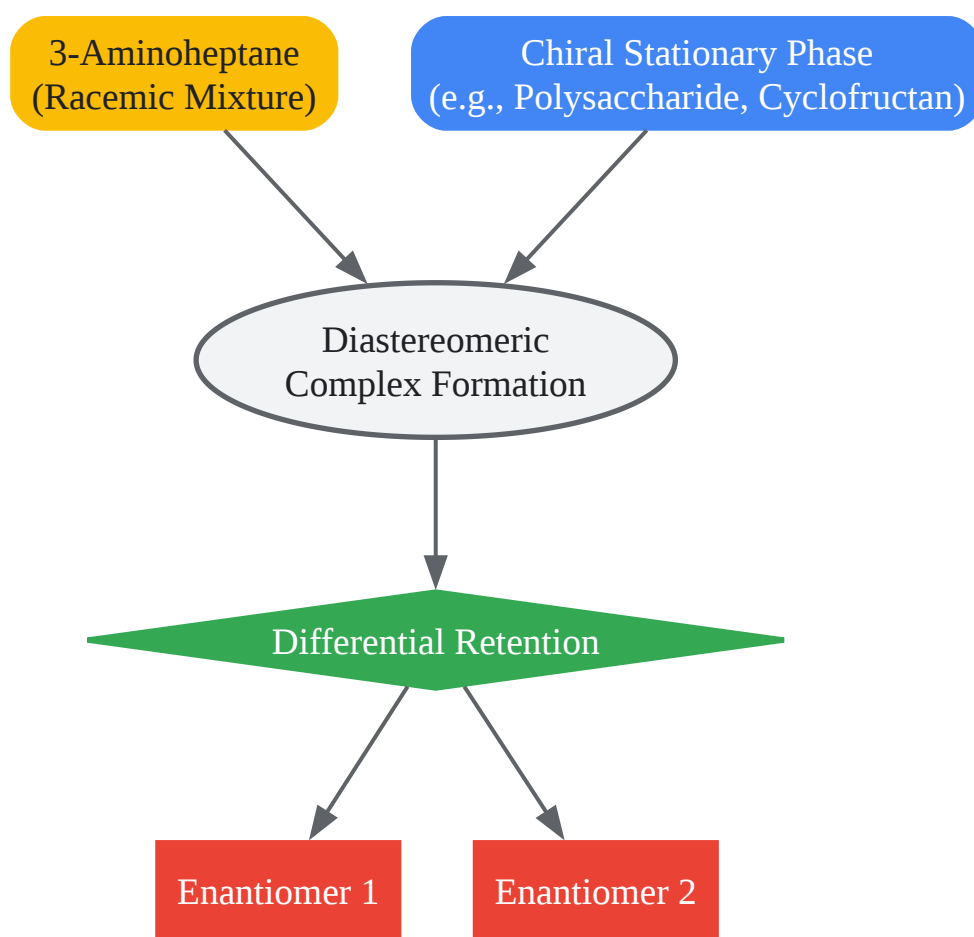 3-Aminoheptane
(Racemic Mixture)
Chiral Stationary Phase
(e.g., Polysaccharide, Cyclofructan)
Diastereomeric
Complex Formation
Differential Retention
Enantiomer 1
Enantiomer 2